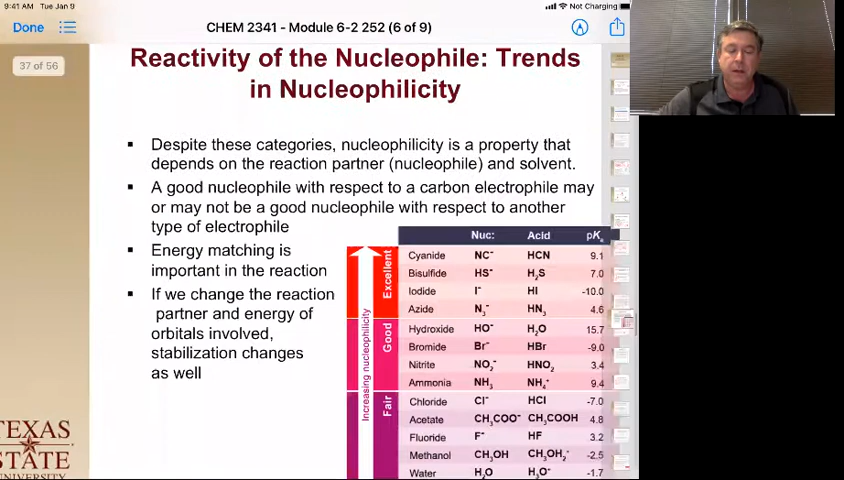 9:41 AM Tue Jan 9
Not Charging
Done
CHEM 2341 - Module 6-2 252 (6 of 9)
37 of 56
Reactivity of the Nucleophile: Trends
in Nucleophilicity
Despite these categories, nucleophilicity is a property that
depends on the reaction partner (nucleophile) and solvent.
A good nucleophile with respect to a carbon electrophile may
or may not be a good nucleophile with respect to another
type of electrophile
Energy matching is
important in the reaction
If we change the reaction
partner and energy of
orbitals involved,
stabilization changes
as well
Increasing nucleophilicity
Excellent
Good
Fair
Nuc: Acid pKa
Cyanide NC⁻ HCN 9.1
Bisulfide HS⁻ H₂S 7.0
Iodide I⁻ HI -10.0
Azide N₃⁻ HN₃ 4.6
Hydroxide HO⁻ H₂O 15.7
Bromide Br⁻ HBr -9.0
Nitrite NO₂⁻ HNO₂ 3.4
Ammonia NH₃ NH₄⁺ 9.4
Chloride Cl⁻ HCl -7.0
Acetate CH₃COO⁻ CH₃COOH 4.8
Fluoride F⁻ HF 3.2
Methanol CH₃OH CH₃OH₂⁺ -2.5
Water H₂O H₃O⁺ -1.7
TEXAS
STATE
UNIVERSITY